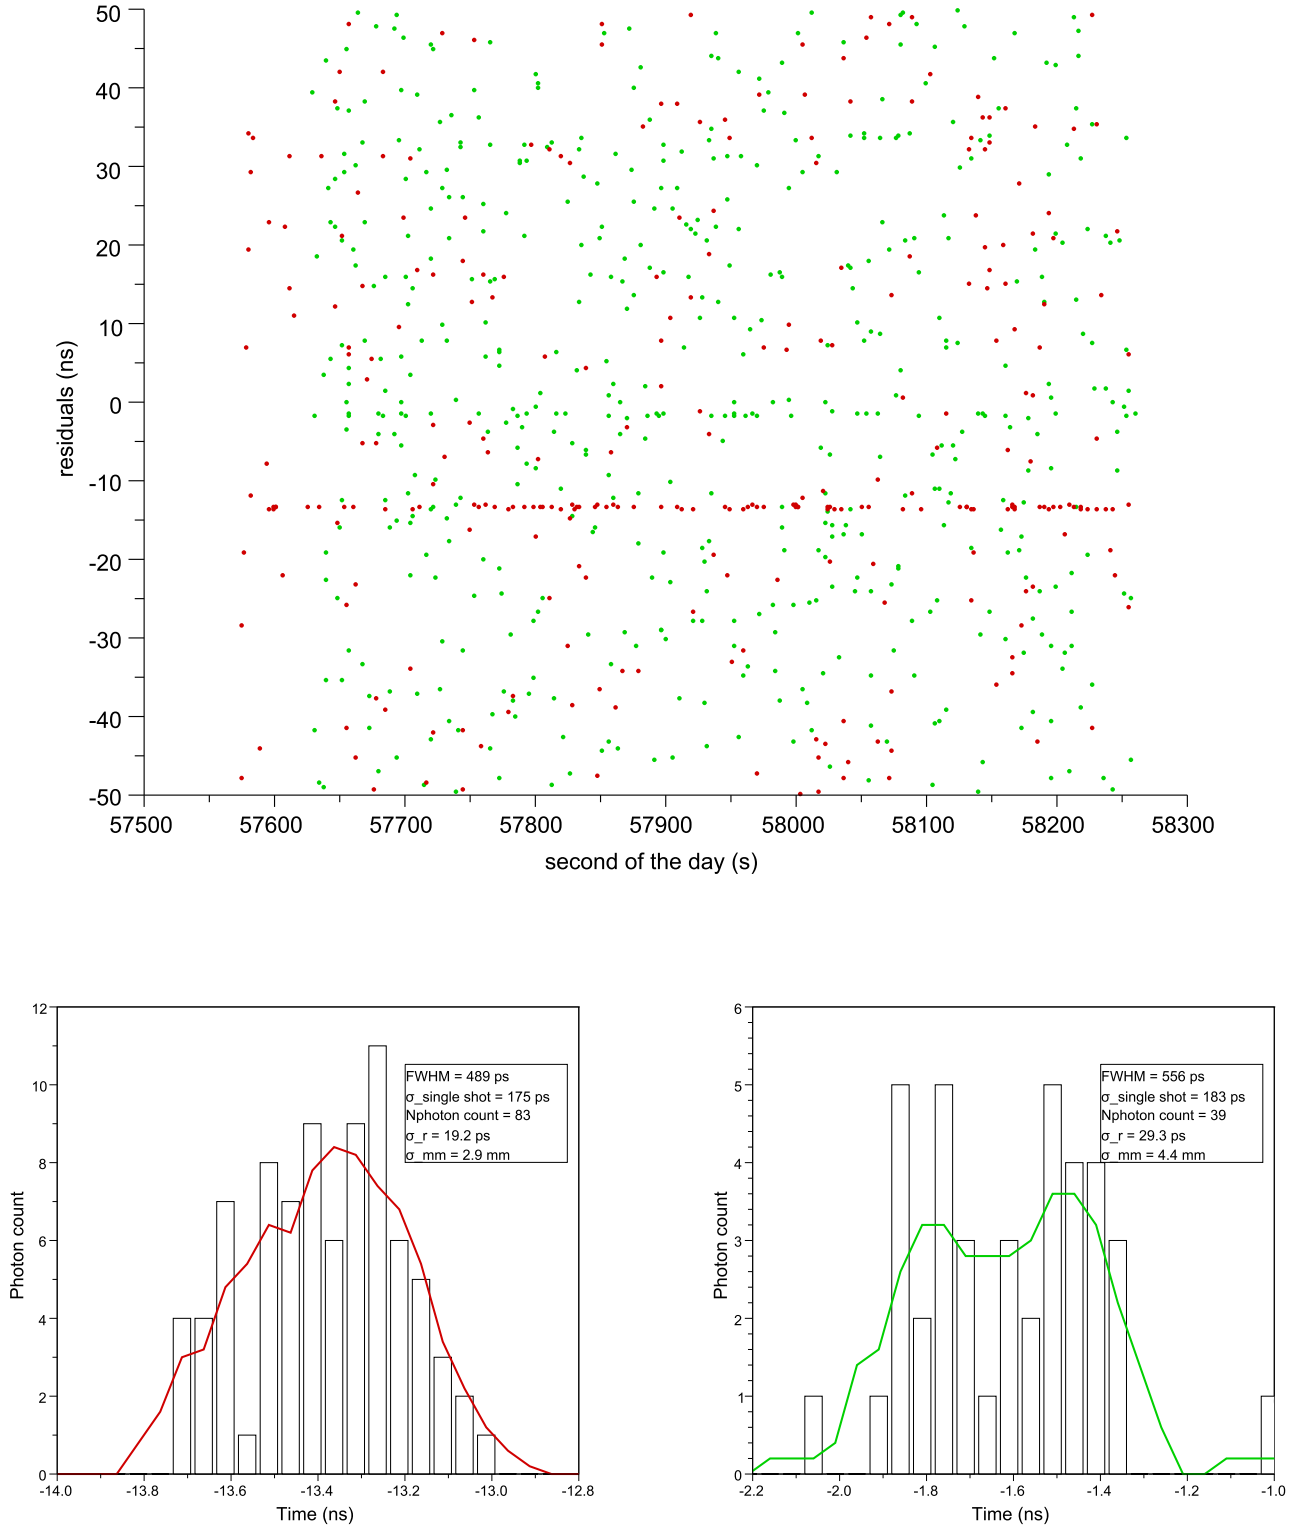 50
40
30
20
10
0
-10
-20
-30
-40
-50
residuals (ns)
57500 57600 57700 57800 57900 58000 58100 58200 58300
second of the day (s)
12
10
8
6
4
2
0
Photon count
FWHM = 489 ps
σ_single shot = 175 ps
Nphoton count = 83
σ_r = 19.2 ps
σ_mm = 2.9 mm
-14.0 -13.8 -13.6 -13.4 -13.2 -13.0 -12.8
Time (ns)
6
5
4
3
2
1
0
Photon count
FWHM = 556 ps
σ_single shot = 183 ps
Nphoton count = 39
σ_r = 29.3 ps
σ_mm = 4.4 mm
-2.2 -2.0 -1.8 -1.6 -1.4 -1.2 -1.0
Time (ns)